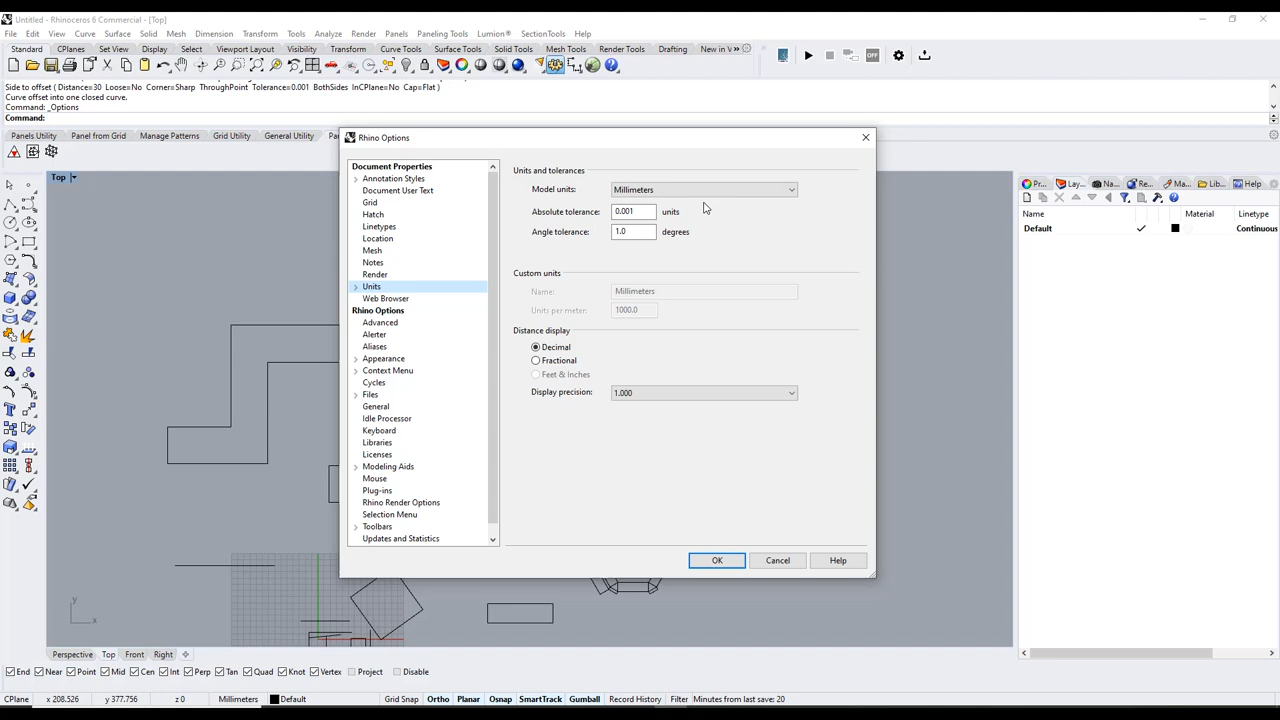 Untitled - Rhinoceros 6 Commercial - [Top]
File Edit View Curve Surface Solid Mesh Dimension Transform Tools Analyze Render Panels Paneling Tools Lumion® SectionTools Help
Standard CPlanes Set View Display Select Viewport Layout Visibility Transform Curve Tools Surface Tools Solid Tools Mesh Tools Render Tools Drafting New in V »
OFF
Side to offset ( Distance=30 Loose=No Corner=Sharp ThroughPoint Tolerance=0.001 BothSides InCPlane=No Cap=Flat )
Curve offset into one closed curve.
Command: _Options
Command:
Panels Utility Panel from Grid Manage Patterns Grid Utility General Utility Pa
Rhino Options
Document Properties
Annotation Styles
Document User Text
Grid
Hatch
Linetypes
Location
Mesh
Notes
Render
Units
Web Browser
Rhino Options
Advanced
Alerter
Aliases
Appearance
Context Menu
Cycles
Files
General
Idle Processor
Keyboard
Libraries
Licenses
Modeling Aids
Mouse
Plug-ins
Rhino Render Options
Selection Menu
Toolbars
Updates and Statistics
Units and tolerances
Model units: Millimeters
Absolute tolerance: 0.001 units
Angle tolerance: 1.0 degrees
Custom units
Name: Millimeters
Units per meter: 1000.0
Distance display
Decimal
Fractional
Feet & Inches
Display precision: 1.000
OK Cancel Help
Top
Pr... Lay... Na... Re... Ma... Lib... Help
Name Material Linetype
Default Continuous
y
x
Perspective Top Front Right
End Near Point Mid Cen Int Perp Tan Quad Knot Vertex Project Disable
CPlane x 208.526 y 377.756 z 0 Millimeters Default Grid Snap Ortho Planar Osnap SmartTrack Gumball Record History Filter Minutes from last save: 20